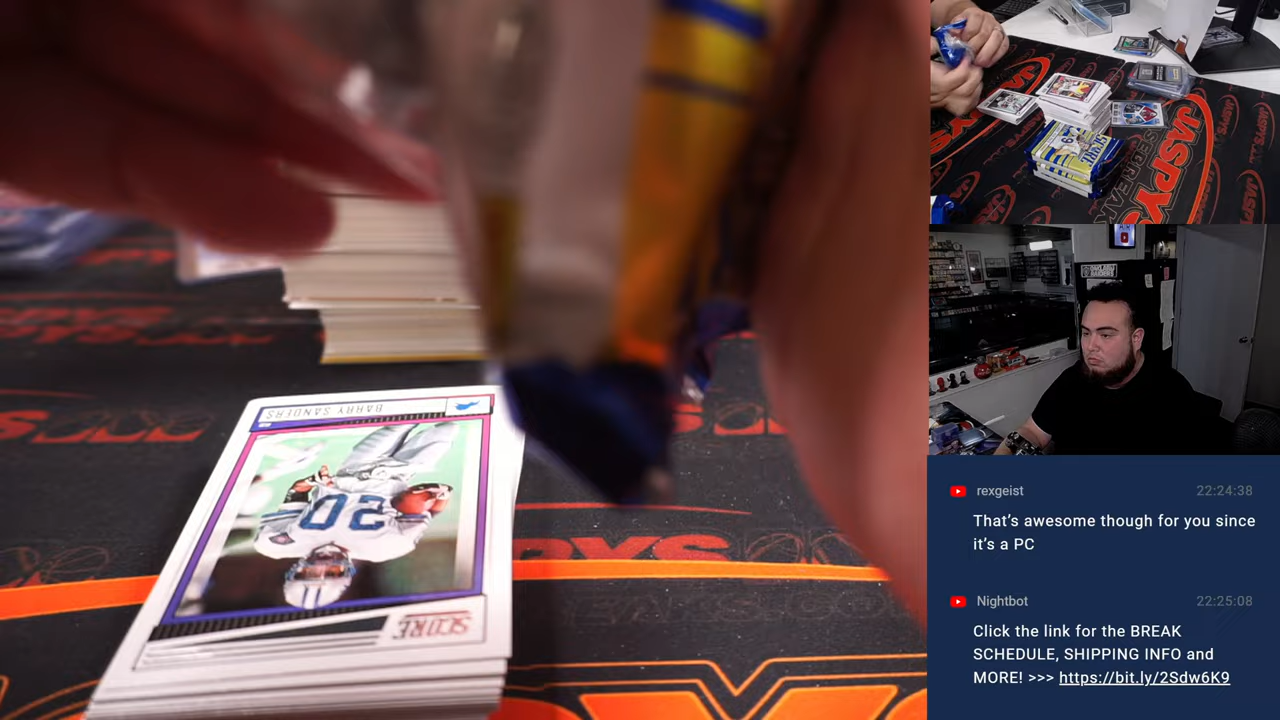 BARRY SANDERS
20
SCORE
JASPYS
rexgeist 22:24:38
That's awesome though for you since
it's a PC
Nightbot 22:25:08
Click the link for the BREAK
SCHEDULE, SHIPPING INFO and
MORE! >>> https://bit.ly/2Sdw6K9